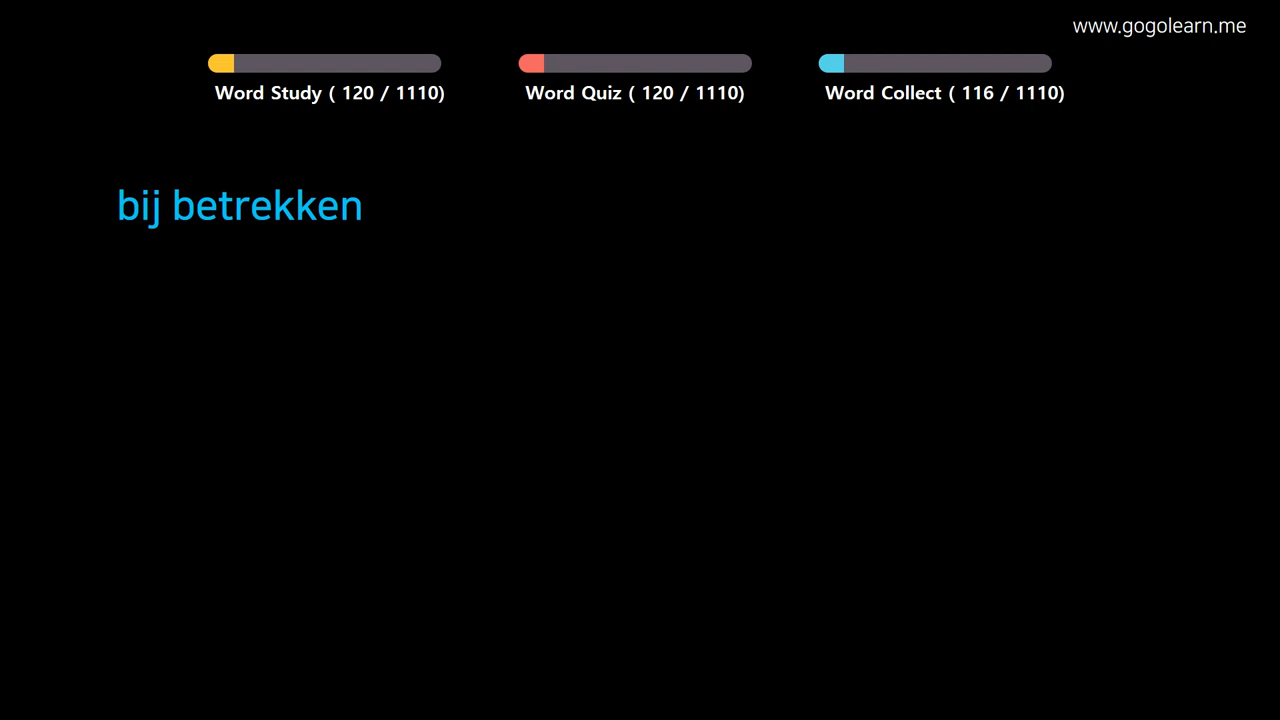 www.gogolearn.me
Word Study ( 120 / 1110)
Word Quiz ( 120 / 1110)
Word Collect ( 116 / 1110)
bij betrekken